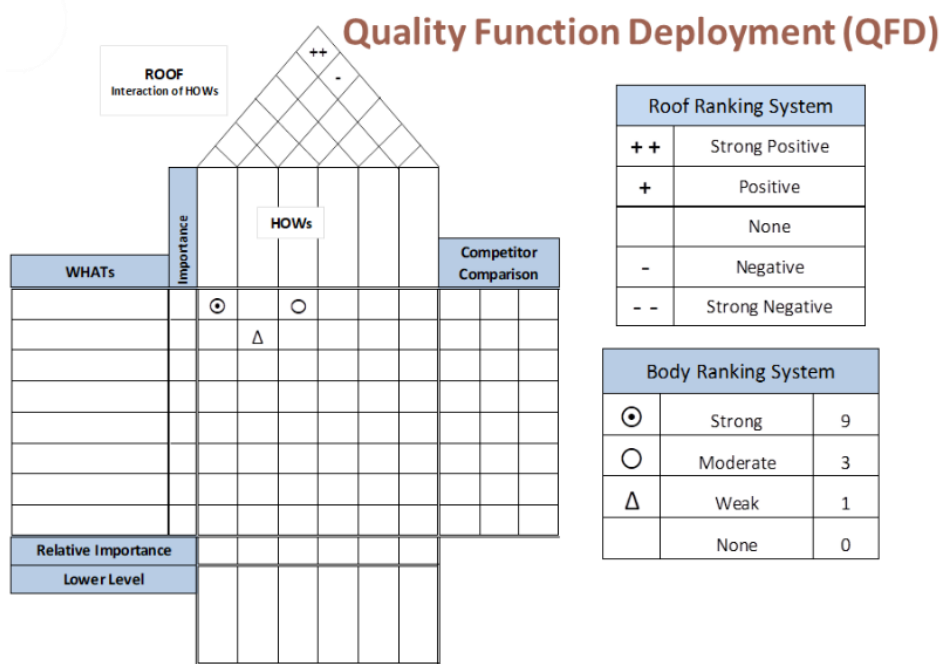 Quality Function Deployment (QFD)
ROOF
Interaction of HOWs
++
-
HOWs
Importance
WHATs
Competitor
Comparison
Δ
Relative Importance
Lower Level
Roof Ranking System
+ + Strong Positive
+ Positive
None
- Negative
- - Strong Negative
Body Ranking System
☉ Strong 9
○ Moderate 3
Δ Weak 1
None 0